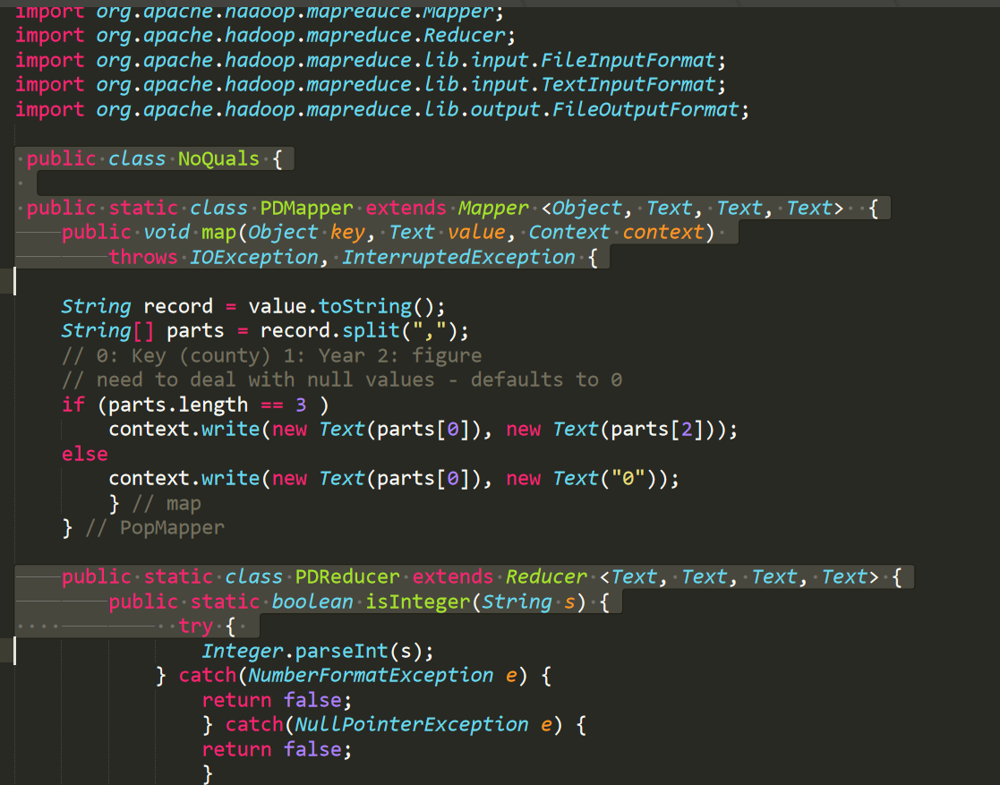 import org.apache.hadoop.mapreduce.Mapper;
import org.apache.hadoop.mapreduce.Reducer;
import org.apache.hadoop.mapreduce.lib.input.FileInputFormat;
import org.apache.hadoop.mapreduce.lib.input.TextInputFormat;
import org.apache.hadoop.mapreduce.lib.output.FileOutputFormat;
public class NoQuals {
public static class PDMapper extends Mapper <Object, Text, Text, Text>  {
public void map(Object key, Text value, Context context)
throws IOException, InterruptedException {
String record = value.toString();
String[] parts = record.split(",");
// 0: Key (county) 1: Year 2: figure
// need to deal with null values - defaults to 0
if (parts.length == 3 )
context.write(new Text(parts[0]), new Text(parts[2]));
else
context.write(new Text(parts[0]), new Text("0"));
} // map
} // PopMapper
public static class PDReducer extends Reducer <Text, Text, Text, Text> {
public static boolean isInteger(String s) {
try {
Integer.parseInt(s);
} catch(NumberFormatException e) {
return false;
} catch(NullPointerException e) {
return false;
}